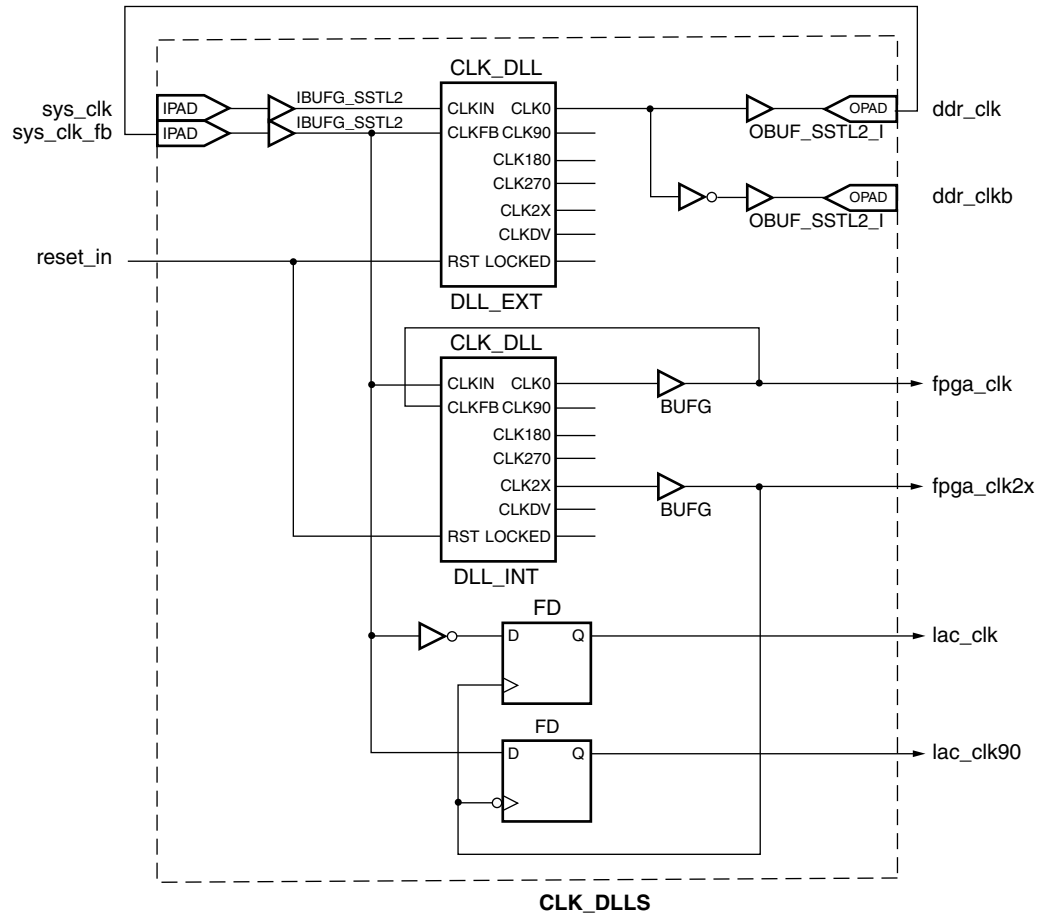 CLK_DLL
sys_clk IPAD IBUFG_SSTL2 CLKIN CLK0 OPAD ddr_clk
sys_clk_fb IPAD IBUFG_SSTL2 CLKFB CLK90 OBUF_SSTL2_I
CLK180
CLK270
CLK2X OPAD ddr_clkb
OBUF_SSTL2_I
CLKDV
reset_in RST LOCKED
DLL_EXT
CLK_DLL
CLKIN CLK0 fpga_clk
CLKFB CLK90 BUFG
CLK180
CLK270
CLK2X fpga_clk2x
CLKDV BUFG
RST LOCKED
DLL_INT
FD
D Q lac_clk
FD
D Q lac_clk90
CLK_DLLS